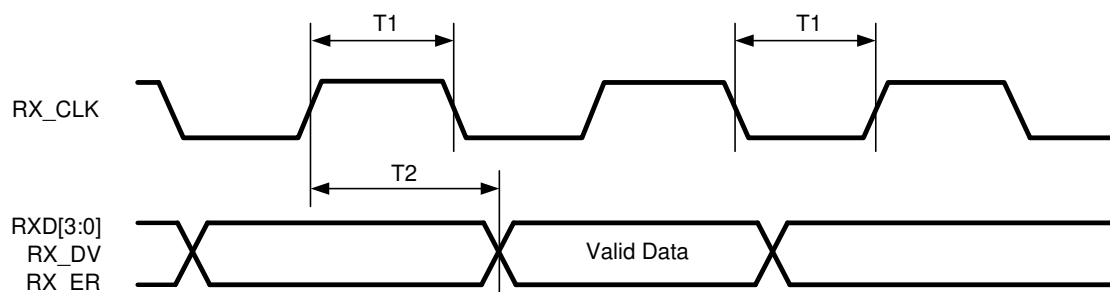 T1
T1
RX_CLK
T2
RXD[3:0]
RX_DV
Valid Data
RX_ER